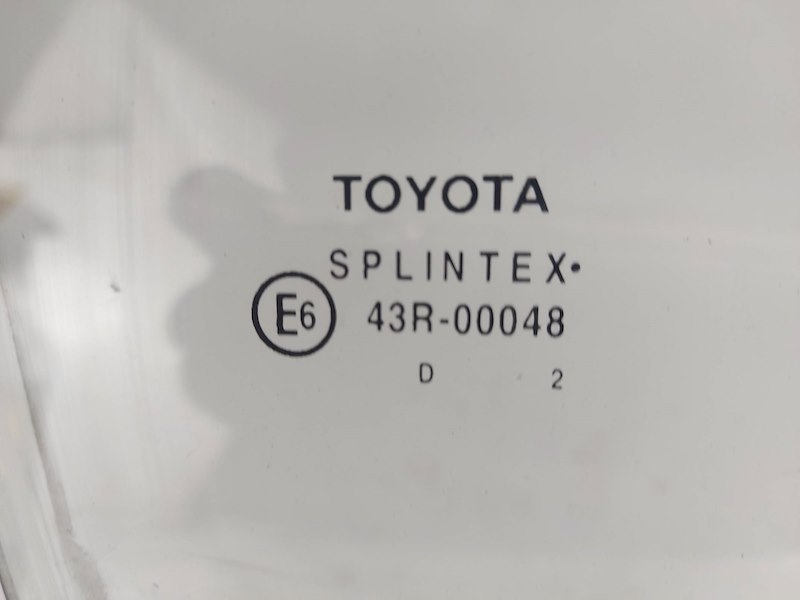 TOYOTA
SPLINTEX•
E6 43R-00048
D 2